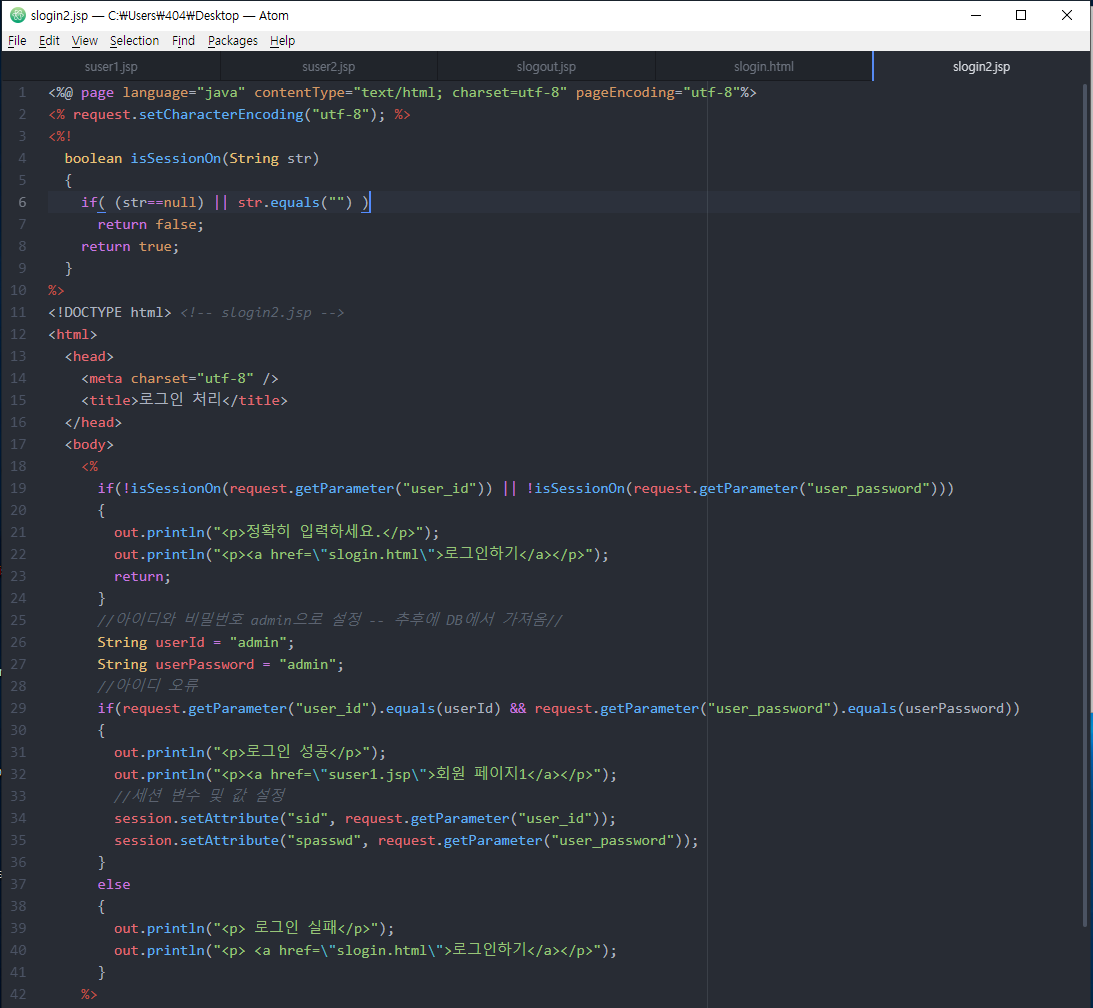 slogin2.jsp — C:₩Users₩404₩Desktop — Atom
File Edit View Selection Find Packages Help
suser1.jsp suser2.jsp slogout.jsp slogin.html slogin2.jsp
1 <%@ page language="java" contentType="text/html; charset=utf-8" pageEncoding="utf-8"%>
2 <% request.setCharacterEncoding("utf-8"); %>
3 <%!
4 boolean isSessionOn(String str)
5 {
6 if( (str==null) || str.equals("") )
7 return false;
8 return true;
9 }
10 %>
11 <!DOCTYPE html> <!-- slogin2.jsp -->
12 <html>
13 <head>
14 <meta charset="utf-8" />
15 <title>로그인 처리</title>
16 </head>
17 <body>
18 <%
19 if(!isSessionOn(request.getParameter("user_id")) || !isSessionOn(request.getParameter("user_password")))
20 {
21 out.println("<p>정확히 입력하세요.</p>");
22 out.println("<p><a href=\"slogin.html\">로그인하기</a></p>");
23 return;
24 }
25 //아이디와 비밀번호 admin으로 설정 -- 추후에 DB에서 가져옴//
26 String userId = "admin";
27 String userPassword = "admin";
28 //아이디 오류
29 if(request.getParameter("user_id").equals(userId) && request.getParameter("user_password").equals(userPassword))
30 {
31 out.println("<p>로그인 성공</p>");
32 out.println("<p><a href=\"suser1.jsp\">회원 페이지1</a></p>");
33 //세션 변수 및 값 설정
34 session.setAttribute("sid", request.getParameter("user_id"));
35 session.setAttribute("spasswd", request.getParameter("user_password"));
36 }
37 else
38 {
39 out.println("<p> 로그인 실패</p>");
40 out.println("<p> <a href=\"slogin.html\">로그인하기</a></p>");
41 }
42 %>